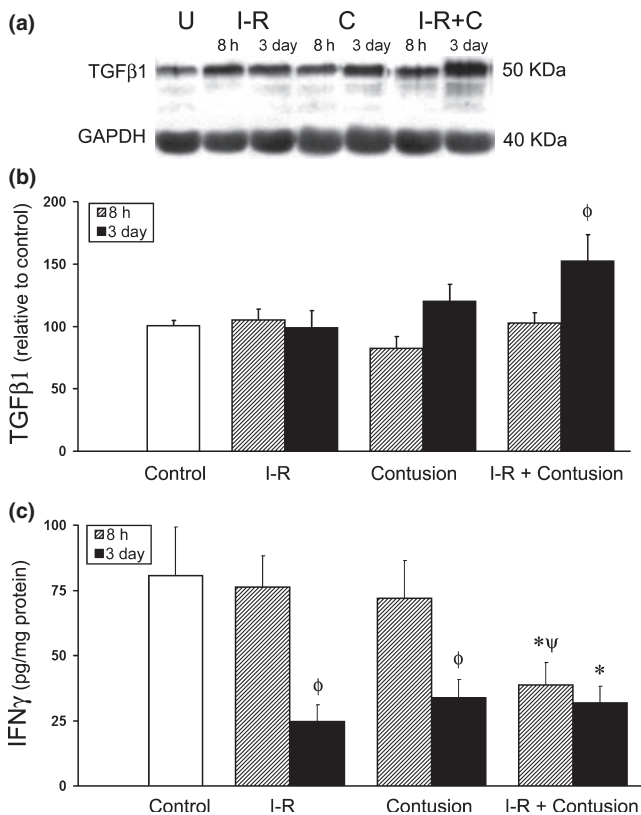 (a)
U I-R C I-R+C
8 h 3 day 8 h 3 day 8 h 3 day
TGFβ1 50 KDa
GAPDH 40 KDa
(b)
200
150
100
50
0
TGFβ1 (relative to control)
8 h
3 day
ϕ
Control I-R Contusion I-R + Contusion
(c)
100
75
50
25
0
IFNγ (pg/mg protein)
8 h
3 day
ϕ ϕ *ψ *
Control I-R Contusion I-R + Contusion